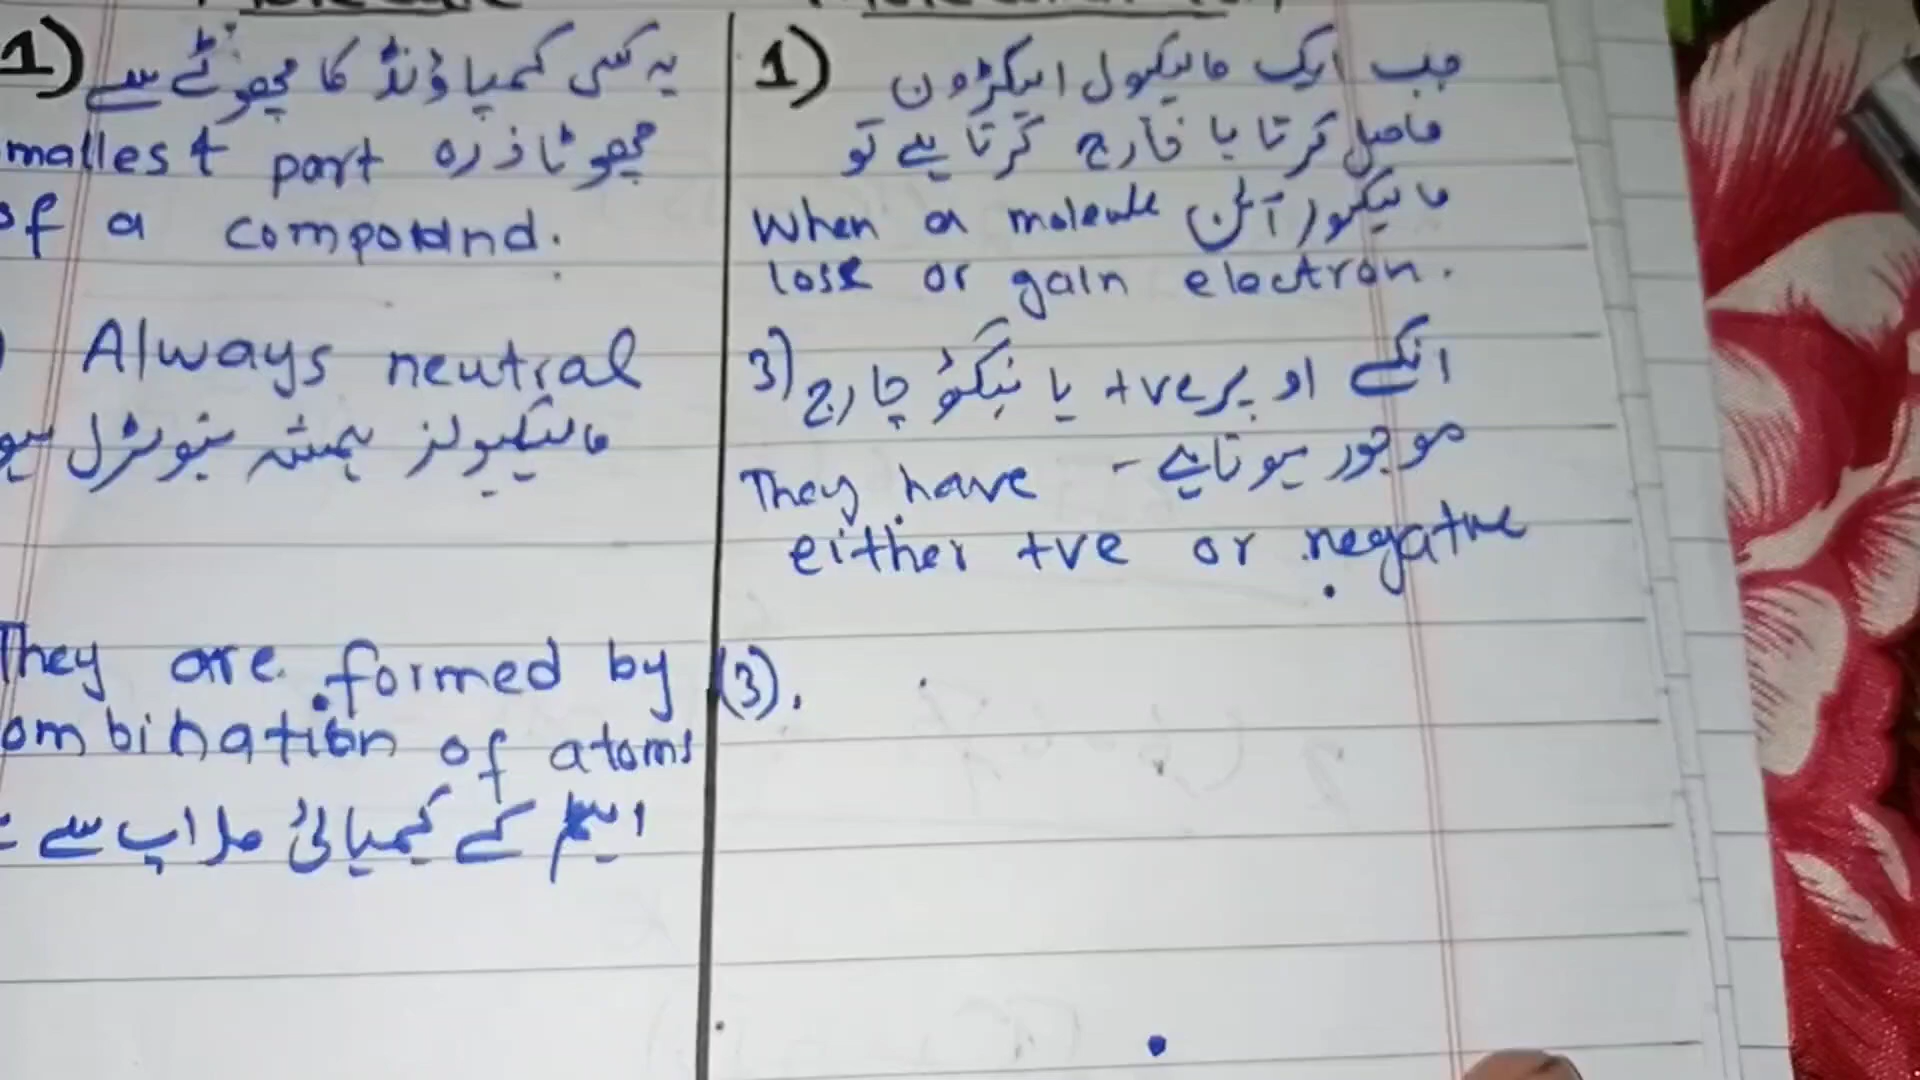 1) یہ کسی کمپاؤنڈ کا چھوٹے سے
mallest part چھوٹا ذرہ
of a compound.
Always neutral
مالیکیولز ہمیشہ نیوٹرل
They are formed by
ombination of atoms
ایٹم کے کیمیائی ملاپ سے
1) جب ایک مالیکیول الیکڑون
حاصل کرتا یا خارج کرتا ہے تو
When a molecule مالیکیولر آئن
lose or gain electron.
3) انکے اوپر +ve یا نیگٹو چارج
They have موجود ہوتا ہے -
either +ve or negative
(3).